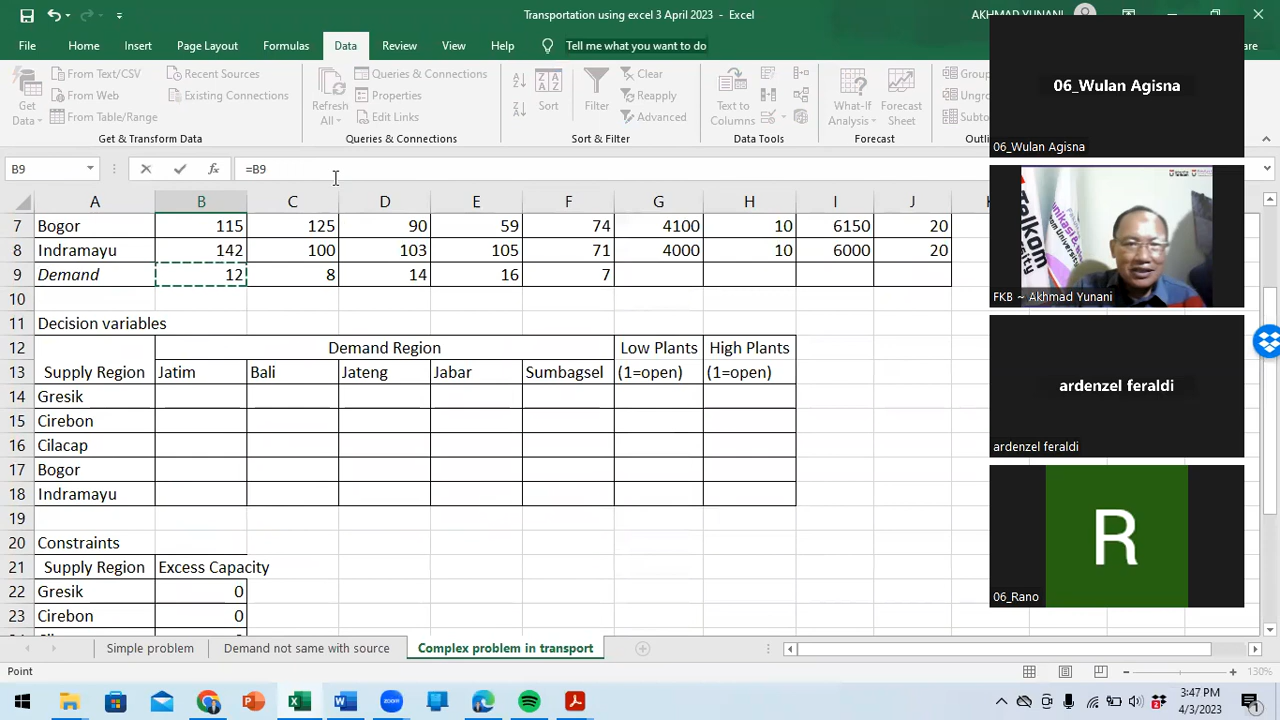 Transportation using excel 3 April 2023 - Excel
AKHMAD YUNANI
File Home Insert Page Layout Formulas Data Review View Help Tell me what you want to do
Get Data
From Text/CSV
From Web
From Table/Range
Recent Sources
Existing Connections
Get & Transform Data
Refresh All
Queries & Connections
Properties
Edit Links
Queries & Connections
Sort
Filter
Clear
Reapply
Advanced
Sort & Filter
Text to Columns
Data Tools
What-If Analysis
Forecast Sheet
Forecast
B9 fx =B9
A B C D E F G H I J
7 Bogor 115 125 90 59 74 4100 10 6150 20
8 Indramayu 142 100 103 105 71 4000 10 6000 20
9 Demand 12 8 14 16 7
10
11 Decision variables
12 Demand Region Low Plants High Plants
13 Supply Region Jatim Bali Jateng Jabar Sumbagsel (1=open) (1=open)
14 Gresik
15 Cirebon
16 Cilacap
17 Bogor
18 Indramayu
19
20 Constraints
21 Supply Region Excess Capacity
22 Gresik 0
23 Cirebon 0
Simple problem Demand not same with source Complex problem in transport
Point 130%
3:47 PM
4/3/2023
06_Wulan Agisna
06_Wulan Agisna
FKB ~ Akhmad Yunani
ardenzel feraldi
ardenzel feraldi
R
06_Rano